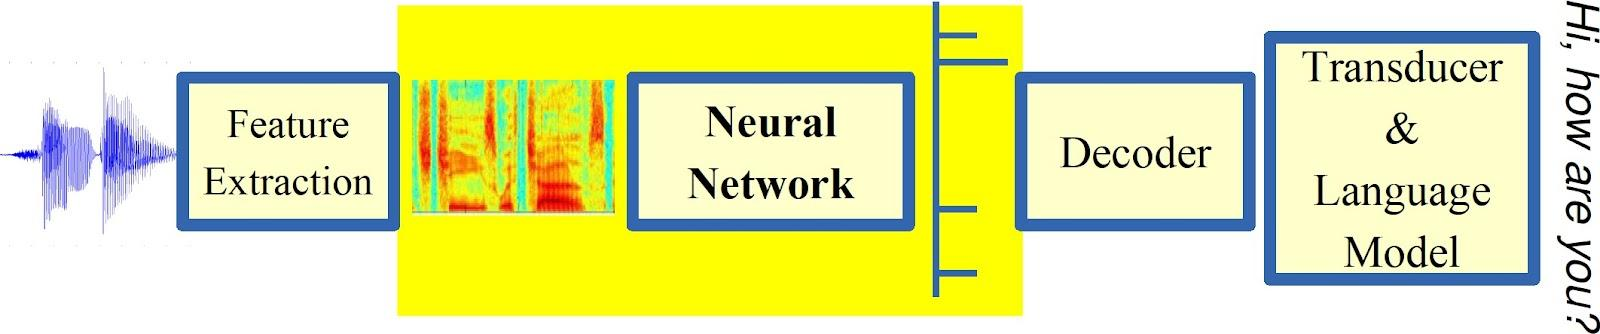 Feature
Extraction
Neural
Network
Decoder
Transducer
&
Language
Model
Hi, how are you?